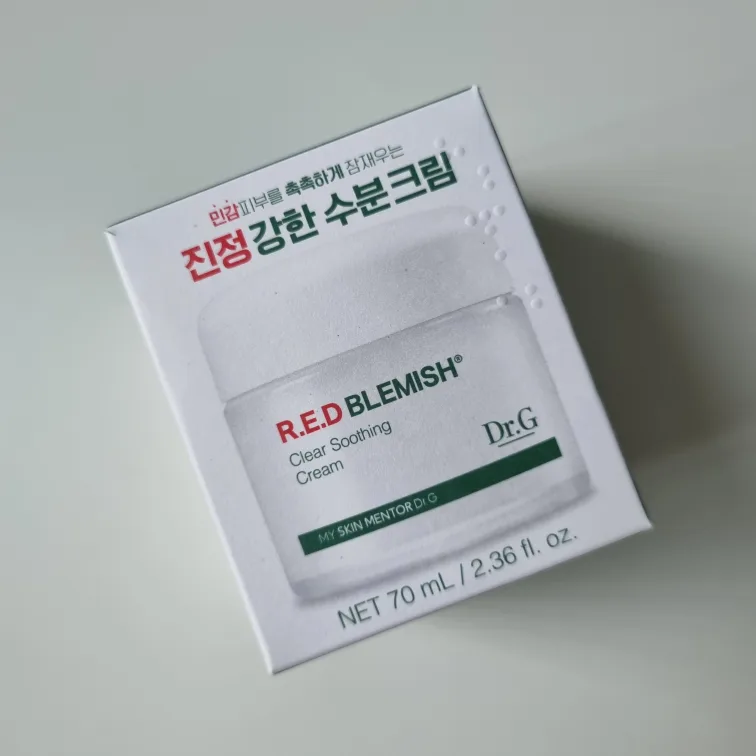 민감피부를 촉촉하게 잠재우는
진정 강한 수분크림
R.E.D BLEMISH®
Clear Soothing
Cream
Dr.G
MY SKIN MENTOR Dr.G
NET 70 mL / 2.36 fl. oz.